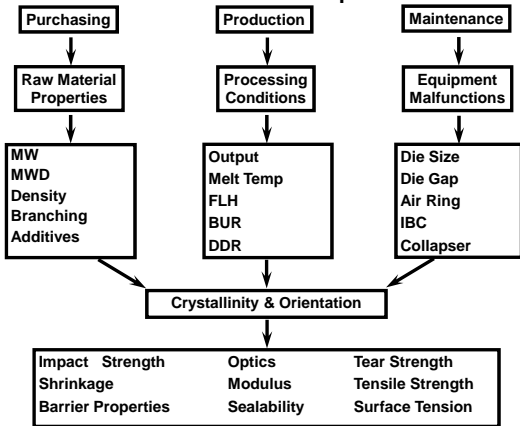 Purchasing
Production
Maintenance
Raw Material
Properties
Processing
Conditions
Equipment
Malfunctions
MW
MWD
Density
Branching
Additives
Output
Melt Temp
FLH
BUR
DDR
Die Size
Die Gap
Air Ring
IBC
Collapser
Crystallinity & Orientation
Impact Strength Optics Tear Strength
Shrinkage Modulus Tensile Strength
Barrier Properties Sealability Surface Tension